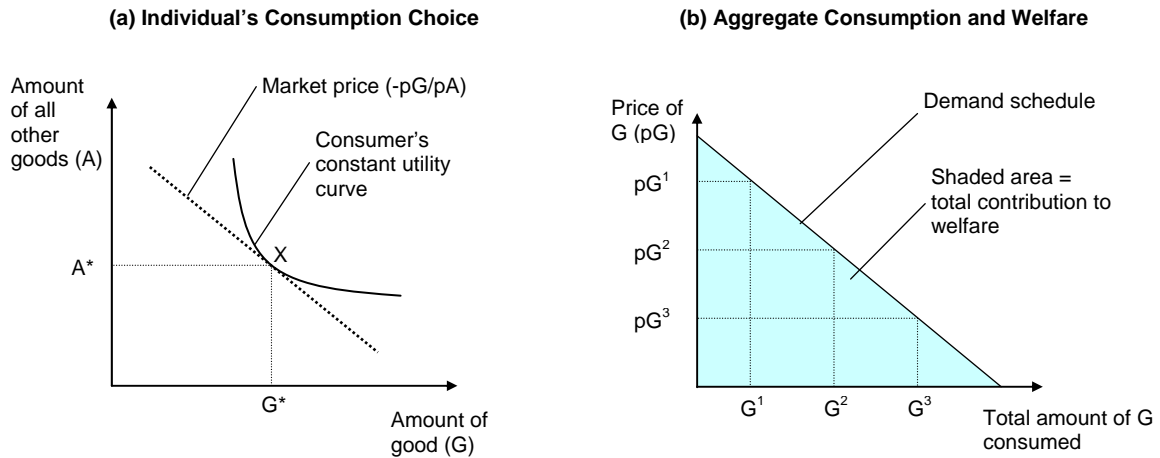 (a) Individual's Consumption Choice
Amount
of all
other
goods (A)
Market price (-pG/pA)
Consumer's
constant utility
curve
X
A*
G*
Amount of
good (G)
(b) Aggregate Consumption and Welfare
Price of
G (pG)
Demand schedule
Shaded area =
total contribution to
welfare
pG¹
pG²
pG³
G¹
G²
G³
Total amount of G
consumed